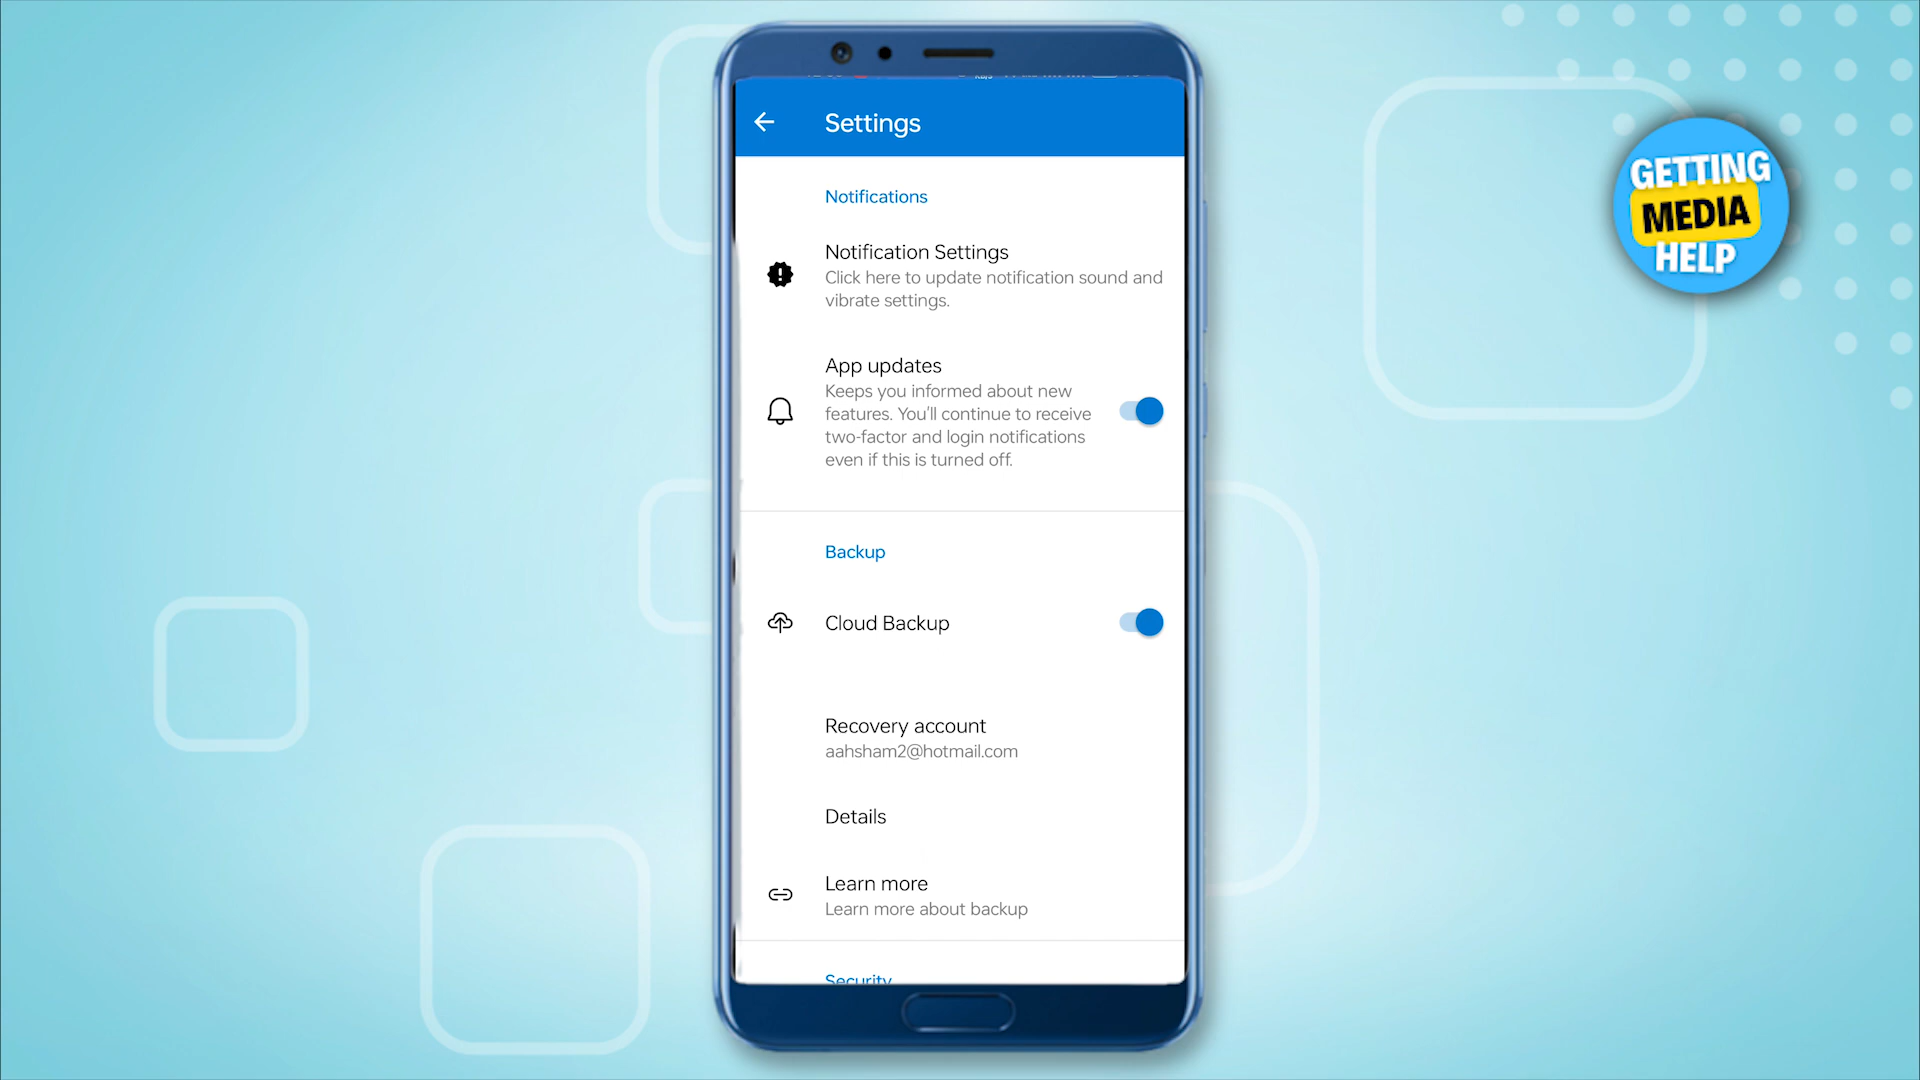 Settings
GETTING
MEDIA
HELP
Notifications
Notification Settings
Click here to update notification sound and
vibrate settings.
App updates
Keeps you informed about new
features. You'll continue to receive
two-factor and login notifications
even if this is turned off.
Backup
Cloud Backup
Recovery account
aahsham2@hotmail.com
Details
Learn more
Learn more about backup
Security